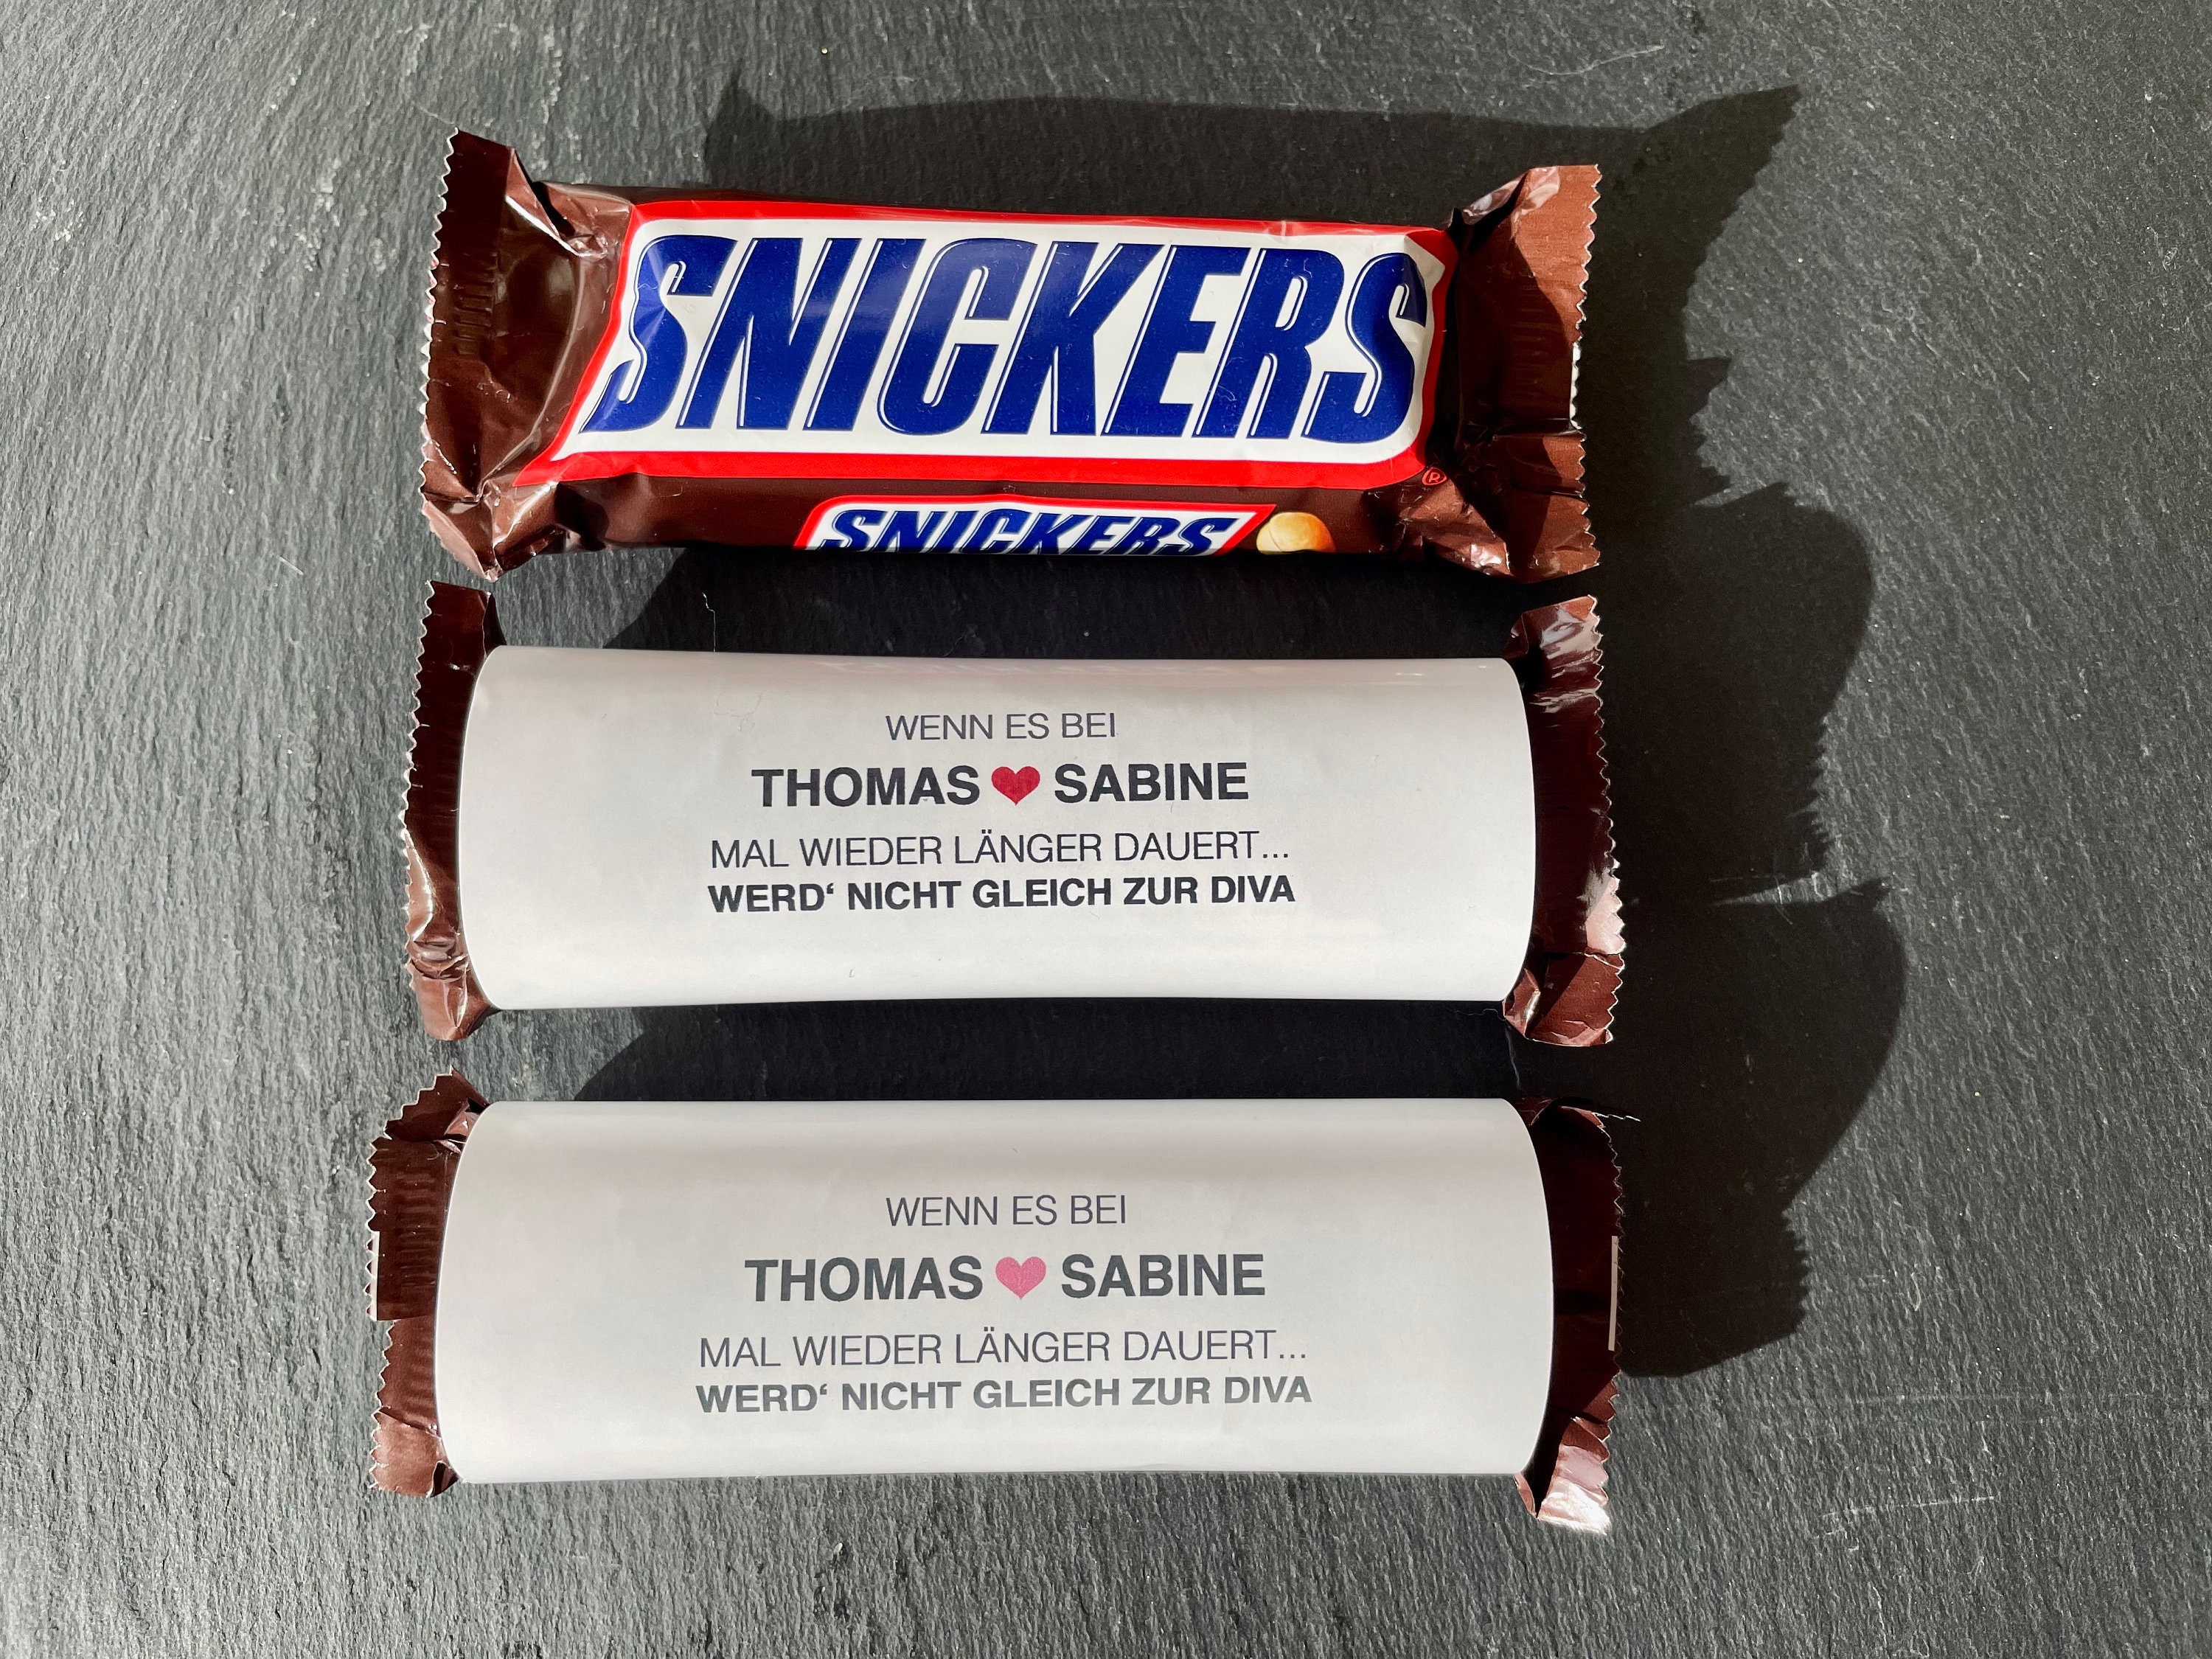 SNICKERS
®
SNICKERS
WENN ES BEI
THOMAS ❤ SABINE
MAL WIEDER LÄNGER DAUERT...
WERD‘ NICHT GLEICH ZUR DIVA
WENN ES BEI
THOMAS ❤ SABINE
MAL WIEDER LÄNGER DAUERT...
WERD‘ NICHT GLEICH ZUR DIVA